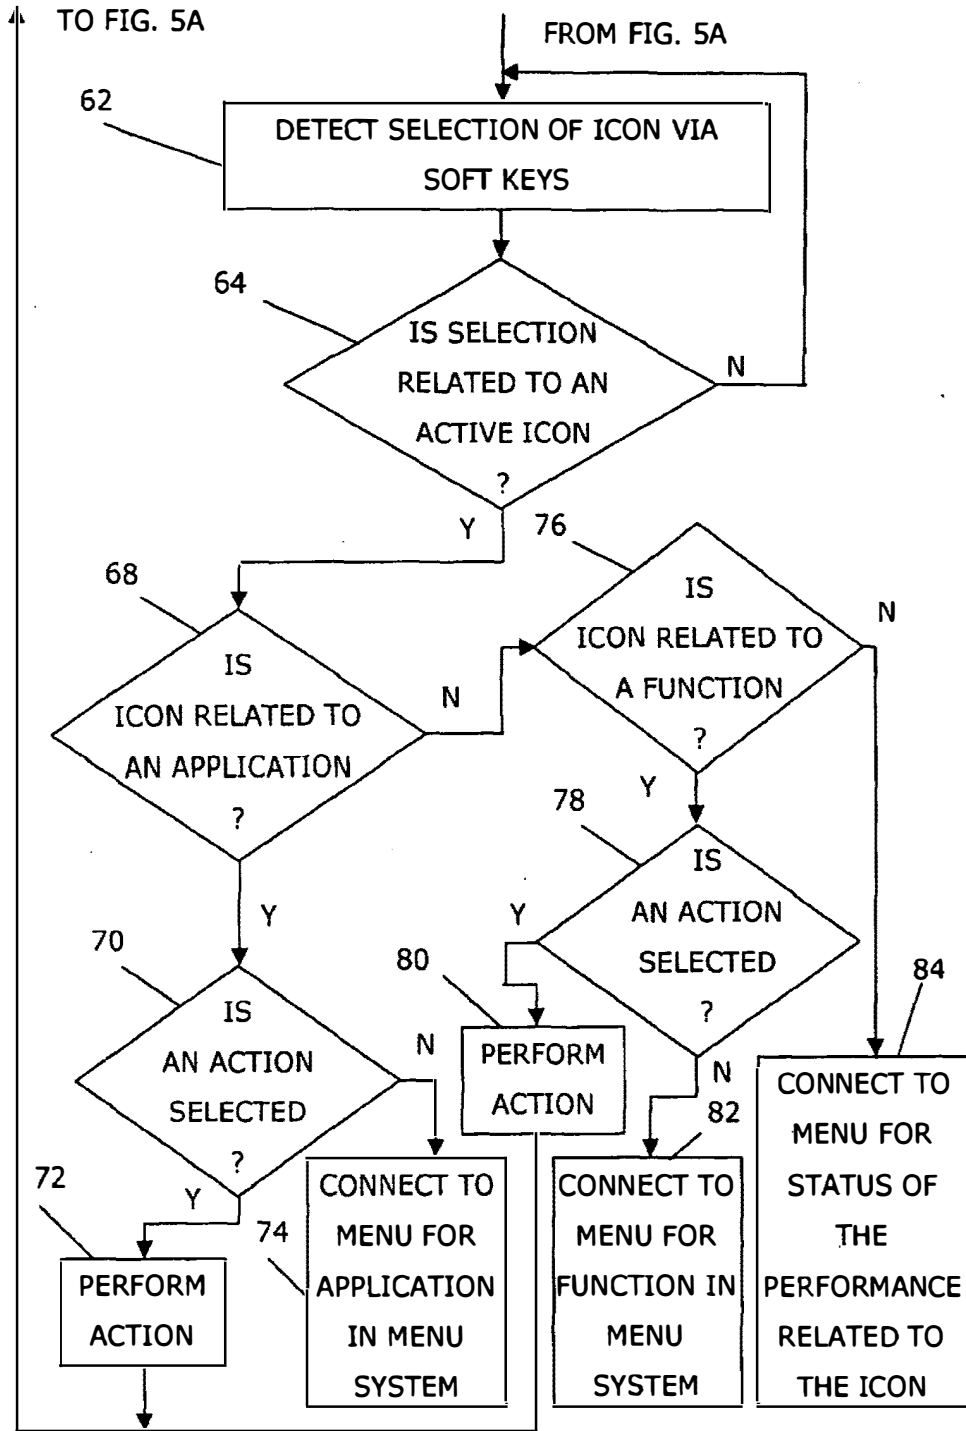 TO FIG. 5A
FROM FIG. 5A
62
DETECT SELECTION OF ICON VIA
SOFT KEYS
64
IS SELECTION
RELATED TO AN
ACTIVE ICON
?
N
Y
68
IS
ICON RELATED TO
AN APPLICATION
?
N
Y
76
IS
ICON RELATED TO
A FUNCTION
?
N
Y
78
IS
AN ACTION
SELECTED
?
Y
N
70
IS
AN ACTION
SELECTED
?
N
Y
80
PERFORM
ACTION
72
PERFORM
ACTION
74
CONNECT TO
MENU FOR
APPLICATION
IN MENU
SYSTEM
82
CONNECT TO
MENU FOR
FUNCTION IN
MENU
SYSTEM
84
CONNECT TO
MENU FOR
STATUS OF
THE
PERFORMANCE
RELATED TO
THE ICON